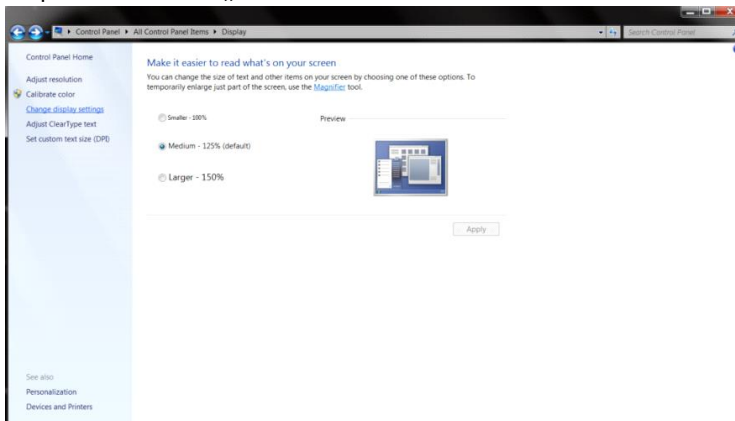 Control Panel ▸ All Control Panel Items ▸ Display
Search Control Panel
Control Panel Home
Adjust resolution
Calibrate color
Change display settings
Adjust ClearType text
Set custom text size (DPI)
Make it easier to read what's on your screen
You can change the size of text and other items on your screen by choosing one of these options. To
temporarily enlarge just part of the screen, use the Magnifier tool.
Smaller - 100%
Preview
Medium - 125% (default)
Larger - 150%
Apply
See also
Personalization
Devices and Printers